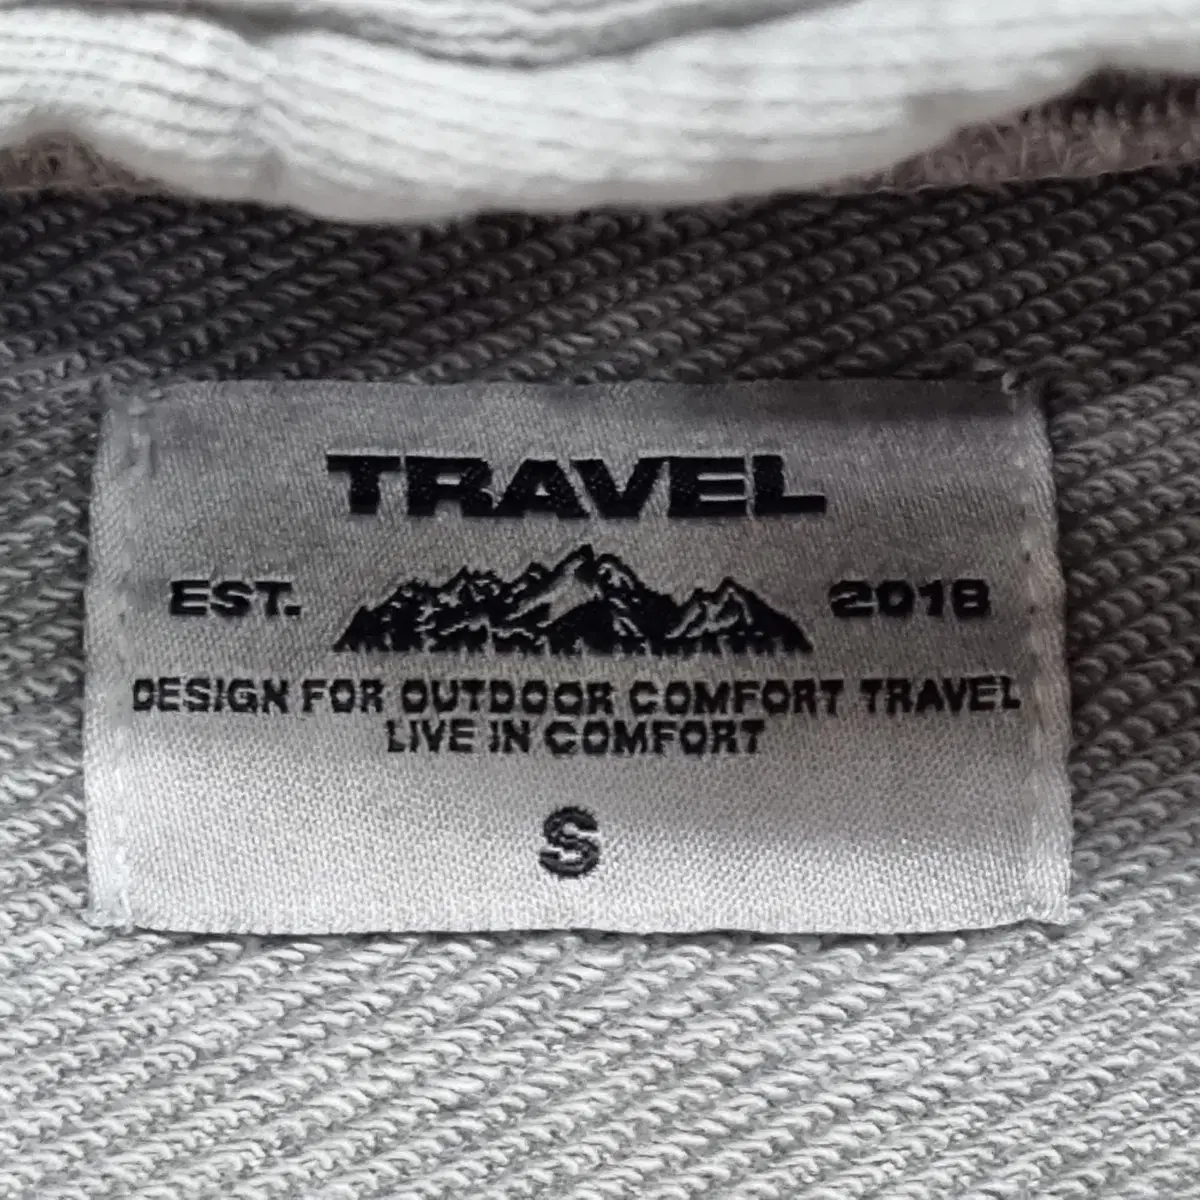 TRAVEL
EST. 2018
DESIGN FOR OUTDOOR COMFORT TRAVEL
LIVE IN COMFORT
S